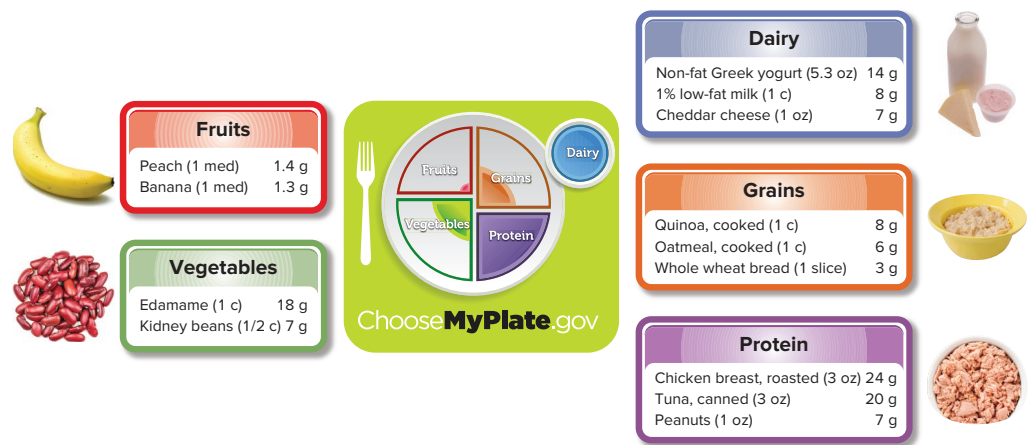 Fruits
Peach (1 med) 1.4 g
Banana (1 med) 1.3 g
Vegetables
Edamame (1 c) 18 g
Kidney beans (1/2 c) 7 g
Fruits
Grains
Vegetables
Protein
Dairy
ChooseMyPlate.gov
Dairy
Non-fat Greek yogurt (5.3 oz) 14 g
1% low-fat milk (1 c) 8 g
Cheddar cheese (1 oz) 7 g
Grains
Quinoa, cooked (1 c) 8 g
Oatmeal, cooked (1 c) 6 g
Whole wheat bread (1 slice) 3 g
Protein
Chicken breast, roasted (3 oz) 24 g
Tuna, canned (3 oz) 20 g
Peanuts (1 oz) 7 g